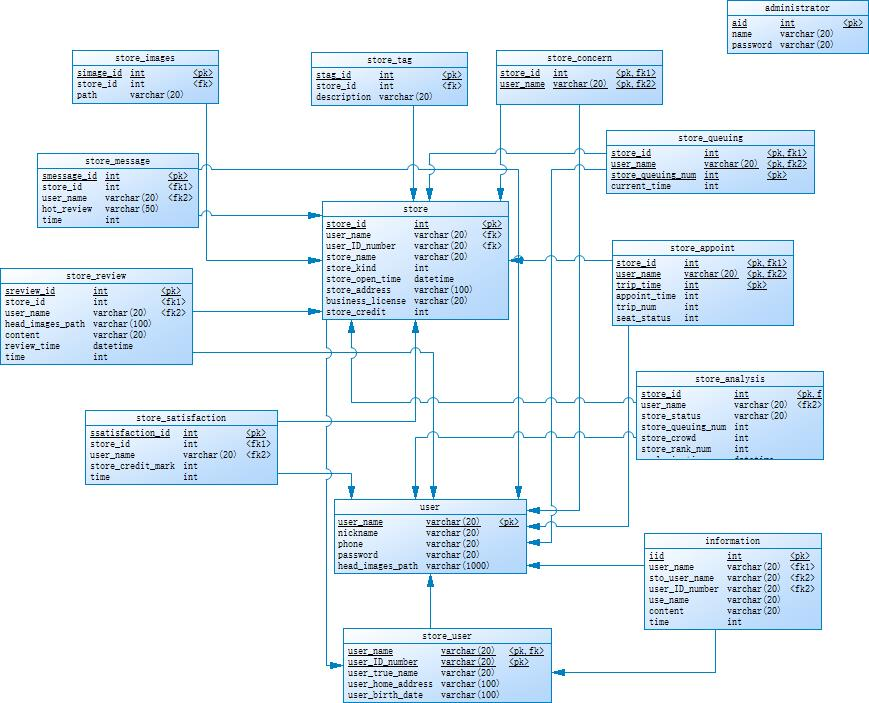 administrator
aid int <pk>
name varchar(20)
password varchar(20)
store_images
simage_id int <pk>
store_id int <fk>
path varchar(20)
store_tag
stag_id int <pk>
store_id int <fk>
description varchar(20)
store_concern
store_id int <pk,fk1>
user_name varchar(20) <pk,fk2>
store_queuing
store_id int <pk,fk1>
user_name varchar(20) <pk,fk2>
store_queuing_num int <pk>
current_time int
store_message
smessage_id int <pk>
store_id int <fk1>
user_name varchar(20) <fk2>
hot_review varchar(50)
time int
store
store_id int <pk>
user_name varchar(20) <fk>
user_ID_number varchar(20) <fk>
store_name varchar(20)
store_kind int
store_open_time datetime
store_address varchar(100)
business_license varchar(20)
store_credit int
store_appoint
store_id int <pk,fk1>
user_name varchar(20) <pk,fk2>
trip_time int <pk>
appoint_time int
trip_num int
seat_status int
store_review
sreview_id int <pk>
store_id int <fk1>
user_name varchar(20) <fk2>
head_images_path varchar(100)
content varchar(20)
review_time datetime
time int
store_analysis
store_id int <pk,f
user_name varchar(20) <fk2>
store_status varchar(20)
store_queuing_num int
store_crowd int
store_rank_num int
store_satisfaction
ssatisfaction_id int <pk>
store_id int <fk1>
user_name varchar(20) <fk2>
store_credit_mark int
time int
user
user_name varchar(20) <pk>
nickname varchar(20)
phone varchar(20)
password varchar(20)
head_images_path varchar(1000)
information
iid int <pk>
user_name varchar(20) <fk1>
sto_user_name varchar(20) <fk2>
user_ID_number varchar(20) <fk2>
use_name varchar(20)
content varchar(20)
time int
store_user
user_name varchar(20) <pk,fk>
user_ID_number varchar(20) <pk>
user_true_name varchar(20)
user_home_address varchar(100)
user_birth_date varchar(100)